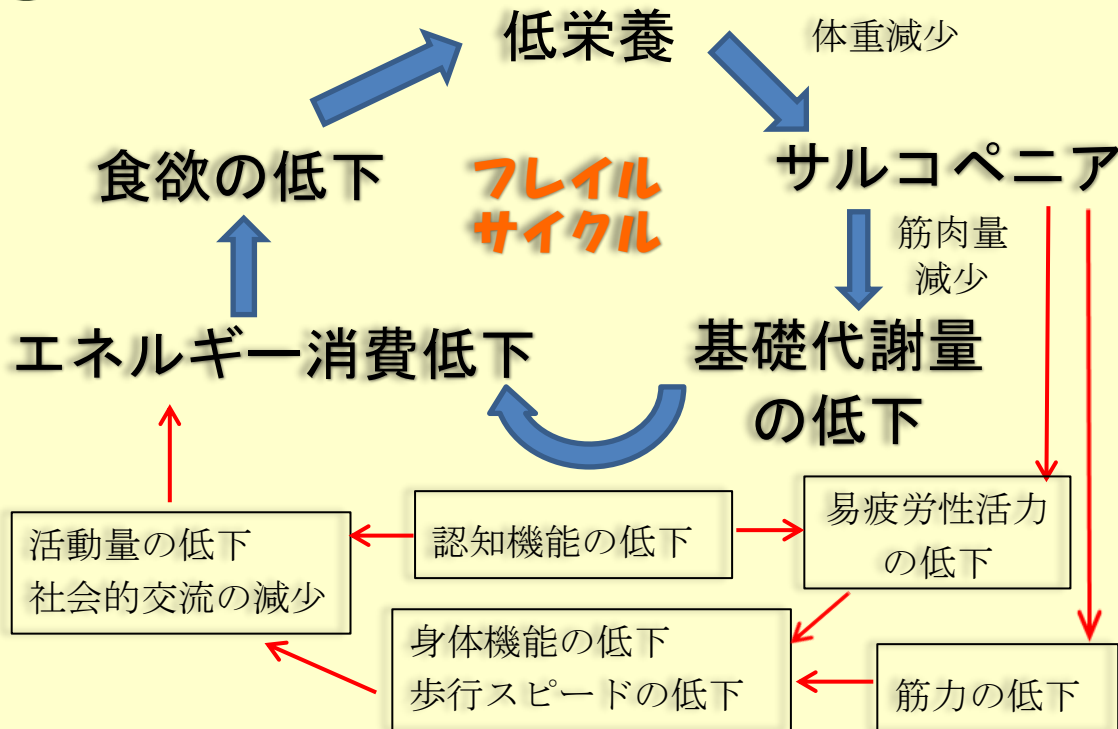 低栄養
体重減少
食欲の低下
フレイル
サイクル
サルコペニア
筋肉量
減少
エネルギー消費低下
基礎代謝量
の低下
活動量の低下
社会的交流の減少
認知機能の低下
易疲労性活力
の低下
身体機能の低下
歩行スピードの低下
筋力の低下